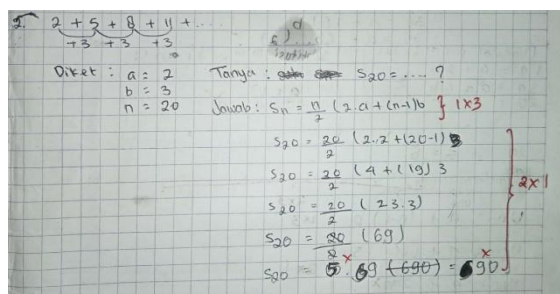 2. 2 + 5 + 8 + 11 + ....
+3 +3 +3
Diket : a = 2
b = 3
n = 20
Tanya : S20 = .... ?
Jawab : Sn = n/2 (2.a + (n-1)b } 1x3
S20 = 20/2 (2.2 + (20-1) 3
S20 = 20/2 (4 + (19) 3
S20 = 20/2 (23.3)
S20 = 20/2 (69)
S20 = 5 . 69 (690) = 690
x x
2x1